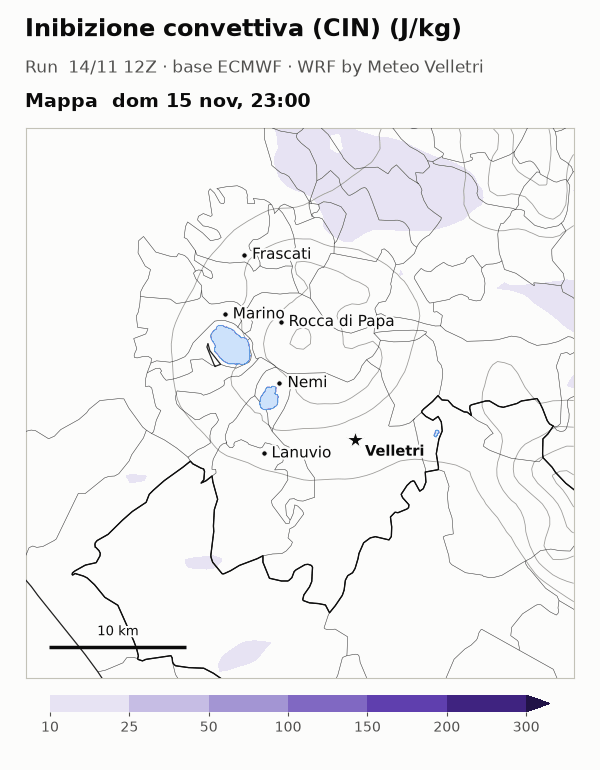 Inibizione convettiva (CIN) (J/kg)
Run 14/11 12Z · base ECMWF · WRF by Meteo Velletri
Mappa dom 15 nov, 23:00
Frascati
Marino
Rocca di Papa
Nemi
Velletri
Lanuvio
10 km
10 25 50 100 150 200 300